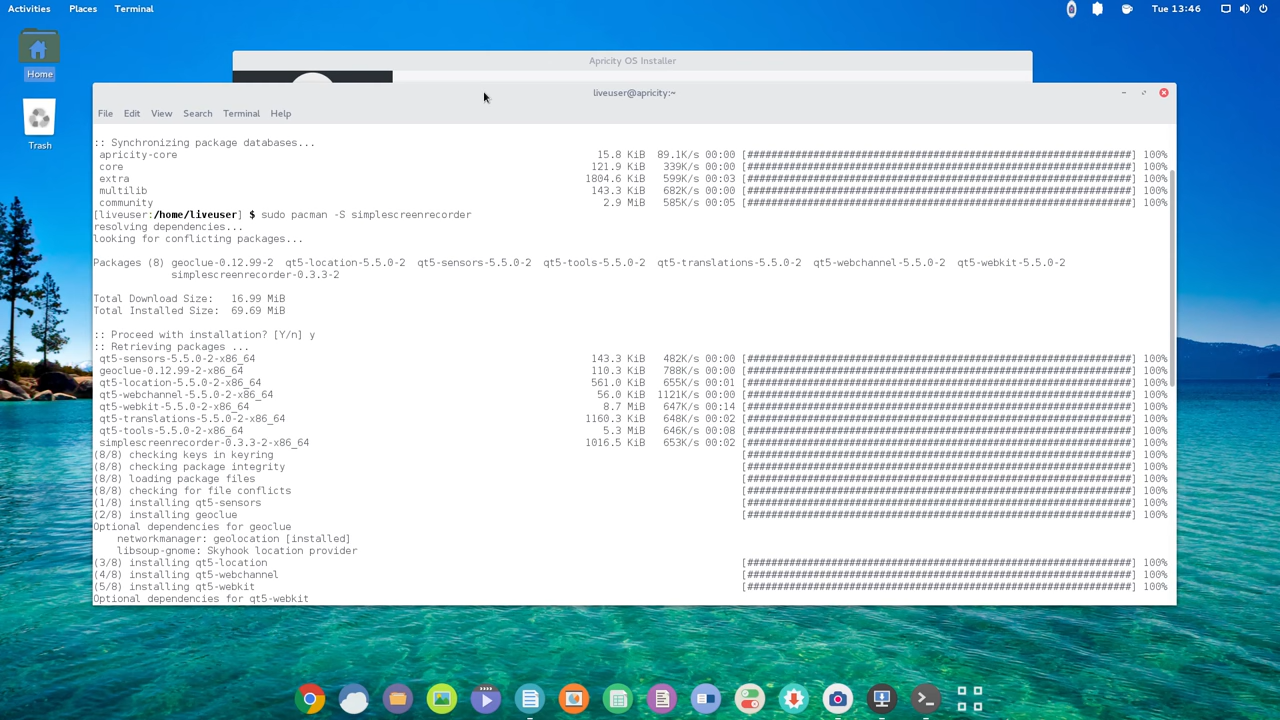 Activities Places Terminal Tue 13:46
Home
Trash
Apricity OS Installer
liveuser@apricity:~
File Edit View Search Terminal Help
:: Synchronizing package databases...
apricity-core 15.8 KiB 89.1K/s 00:00 [################################################################] 100%
core 121.9 KiB 339K/s 00:00 [################################################################] 100%
extra 1804.6 KiB 599K/s 00:03 [################################################################] 100%
multilib 143.3 KiB 682K/s 00:00 [################################################################] 100%
community 2.9 MiB 585K/s 00:05 [################################################################] 100%
[liveuser:/home/liveuser] $ sudo pacman -S simplescreenrecorder
resolving dependencies...
looking for conflicting packages...
Packages (8) geoclue-0.12.99-2 qt5-location-5.5.0-2 qt5-sensors-5.5.0-2 qt5-tools-5.5.0-2 qt5-translations-5.5.0-2 qt5-webchannel-5.5.0-2 qt5-webkit-5.5.0-2
simplescreenrecorder-0.3.3-2
Total Download Size: 16.99 MiB
Total Installed Size: 69.69 MiB
:: Proceed with installation? [Y/n] y
:: Retrieving packages ...
qt5-sensors-5.5.0-2-x86_64 143.3 KiB 482K/s 00:00 [################################################################] 100%
geoclue-0.12.99-2-x86_64 110.3 KiB 788K/s 00:00 [################################################################] 100%
qt5-location-5.5.0-2-x86_64 561.0 KiB 655K/s 00:01 [################################################################] 100%
qt5-webchannel-5.5.0-2-x86_64 56.0 KiB 1121K/s 00:00 [################################################################] 100%
qt5-webkit-5.5.0-2-x86_64 8.7 MiB 647K/s 00:14 [################################################################] 100%
qt5-translations-5.5.0-2-x86_64 1160.3 KiB 648K/s 00:02 [################################################################] 100%
qt5-tools-5.5.0-2-x86_64 5.3 MiB 646K/s 00:08 [################################################################] 100%
simplescreenrecorder-0.3.3-2-x86_64 1016.5 KiB 653K/s 00:02 [################################################################] 100%
(8/8) checking keys in keyring [################################################################] 100%
(8/8) checking package integrity [################################################################] 100%
(8/8) loading package files [################################################################] 100%
(8/8) checking for file conflicts [################################################################] 100%
(1/8) installing qt5-sensors [################################################################] 100%
(2/8) installing geoclue [################################################################] 100%
Optional dependencies for geoclue
networkmanager: geolocation [installed]
libsoup-gnome: Skyhook location provider
(3/8) installing qt5-location [################################################################] 100%
(4/8) installing qt5-webchannel [################################################################] 100%
(5/8) installing qt5-webkit [################################################################] 100%
Optional dependencies for qt5-webkit